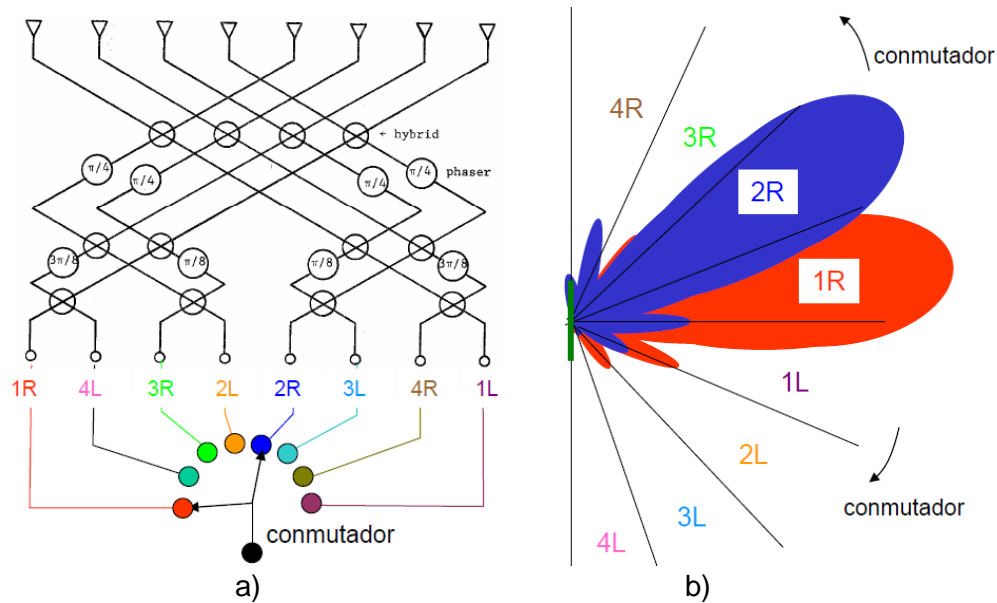 ← hybrid
π/4
π/4
π/4
π/4
phaser
3π/8
π/8
π/8
3π/8
1R 4L 3R 2L 2R 3L 4R 1L
conmutador
a)
conmutador
4R
3R
2R
1R
1L
2L
3L
4L
conmutador
b)